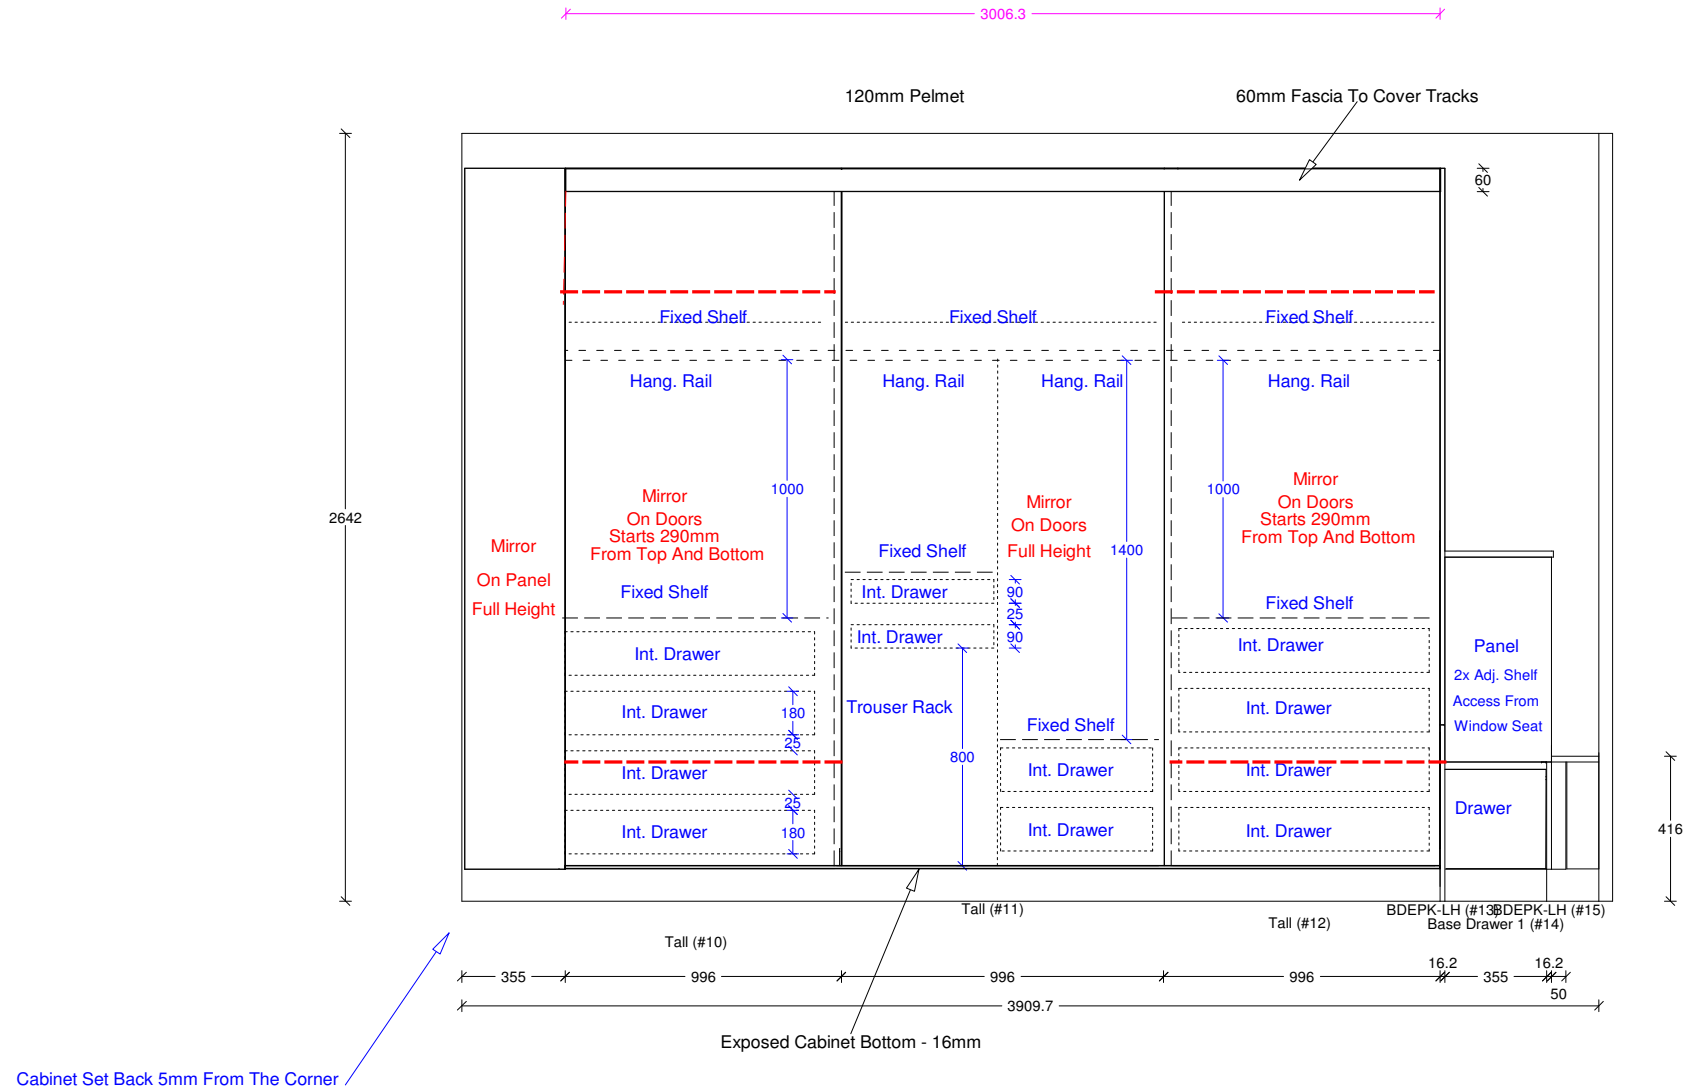 3006.3
120mm Pelmet
60mm Fascia To Cover Tracks
60
Fixed Shelf
Fixed Shelf
Fixed Shelf
Hang. Rail
Hang. Rail
Hang. Rail
Hang. Rail
2642
1000
1000
1400
Mirror
On Panel
Full Height
Mirror
On Doors
Starts 290mm
From Top And Bottom
Mirror
On Doors
Full Height
Mirror
On Doors
Starts 290mm
From Top And Bottom
Fixed Shelf
Fixed Shelf
Fixed Shelf
Int. Drawer
Int. Drawer
90
25
90
Int. Drawer
Int. Drawer
Int. Drawer
Int. Drawer
180
25
25
180
Trouser Rack
800
Fixed Shelf
Int. Drawer
Int. Drawer
Int. Drawer
Int. Drawer
Int. Drawer
Int. Drawer
Panel
2x Adj. Shelf
Access From
Window Seat
Drawer
416
Tall (#10)
Tall (#11)
Tall (#12)
BDEPK-LH (#13)
BDEPK-LH (#15)
Base Drawer 1 (#14)
355
996
996
996
16.2
355
16.2
50
3909.7
Exposed Cabinet Bottom - 16mm
Cabinet Set Back 5mm From The Corner